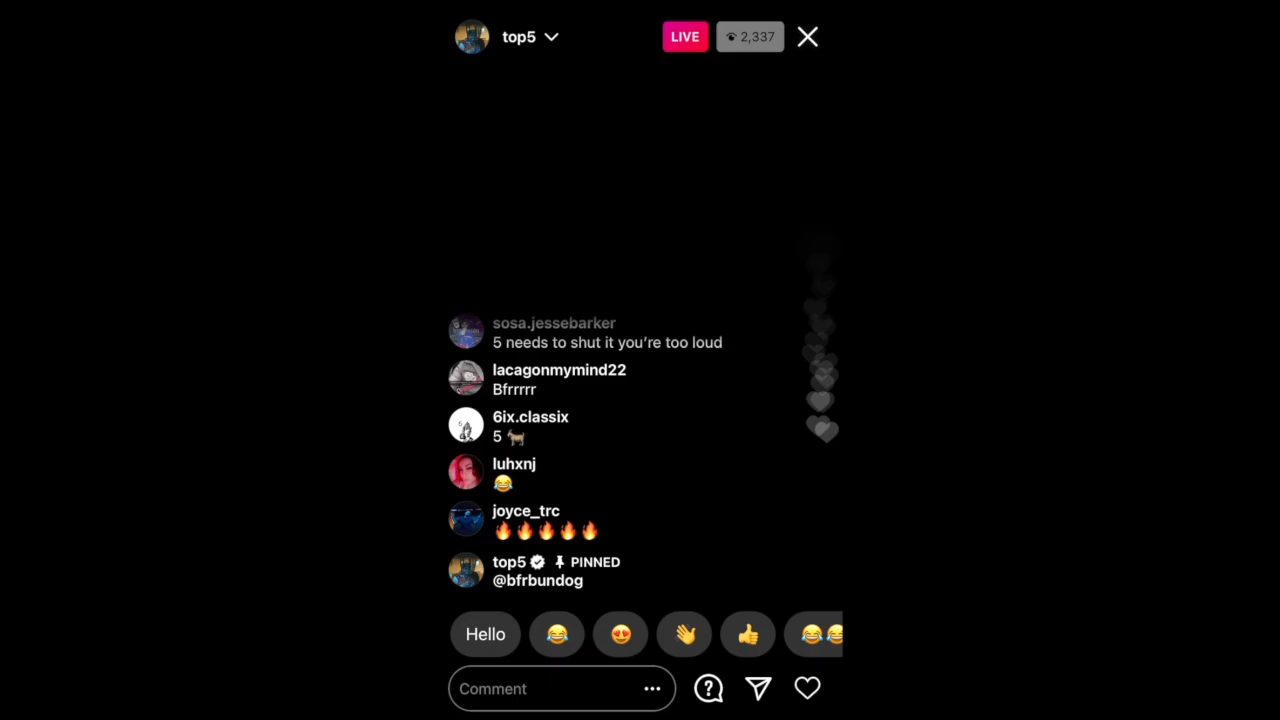 top5
LIVE
2,337
sosa.jessebarker
5 needs to shut it you’re too loud
lacagonmymind22
Bfrrrrr
6ix.classix
5 🐐
luhxnj
😂
joyce_trc
🔥🔥🔥🔥🔥
top5 PINNED
@bfrbundog
Hello 😂 😍 👋 👍 😂😂
Comment